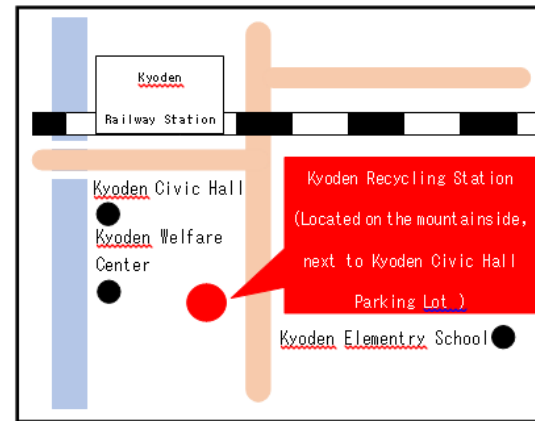 Kyoden
Railway Station
Kyoden Civic Hall
Kyoden Welfare
Center
Kyoden Recycling Station
(Located on the mountainside,
next to Kyoden Civic Hall
Parking Lot )
Kyoden Elementry School